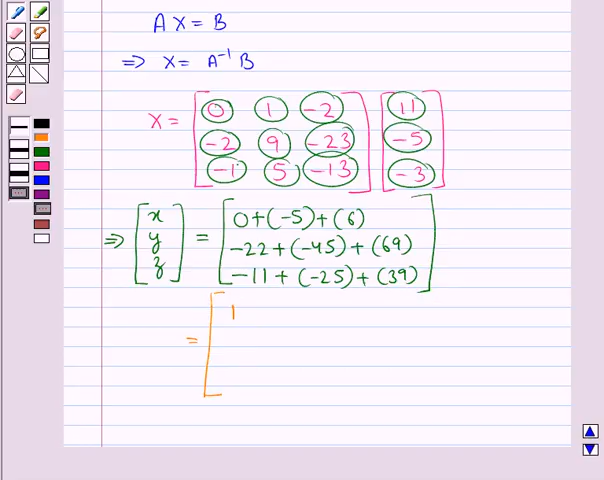 A X = B
⇒ X = A⁻¹ B
X = [0 1 -2] [11]
[-2 9 -23] [-5]
[-1 5 -13] [-3]
⇒ [x] = [0+(-5)+(6)]
[y] [-22+(-45)+(69)]
[z] [-11+(-25)+(39)]
= [1